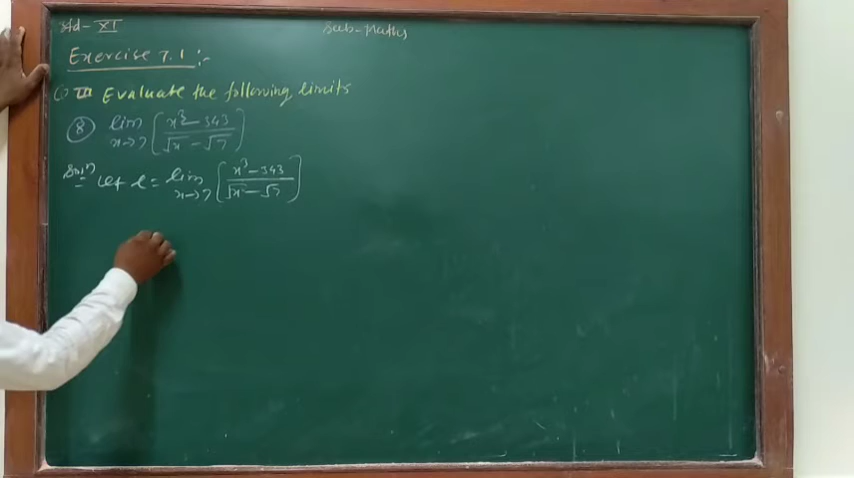 Std - XI
Sub - Maths
Exercise 7.1 :-
Q III Evaluate the following limits
(8) lim x→7 [ (x³ - 343) / (√x - √7) ]
Solⁿ Let l = lim x→7 [ (x³ - 343) / (√x - √7) ]